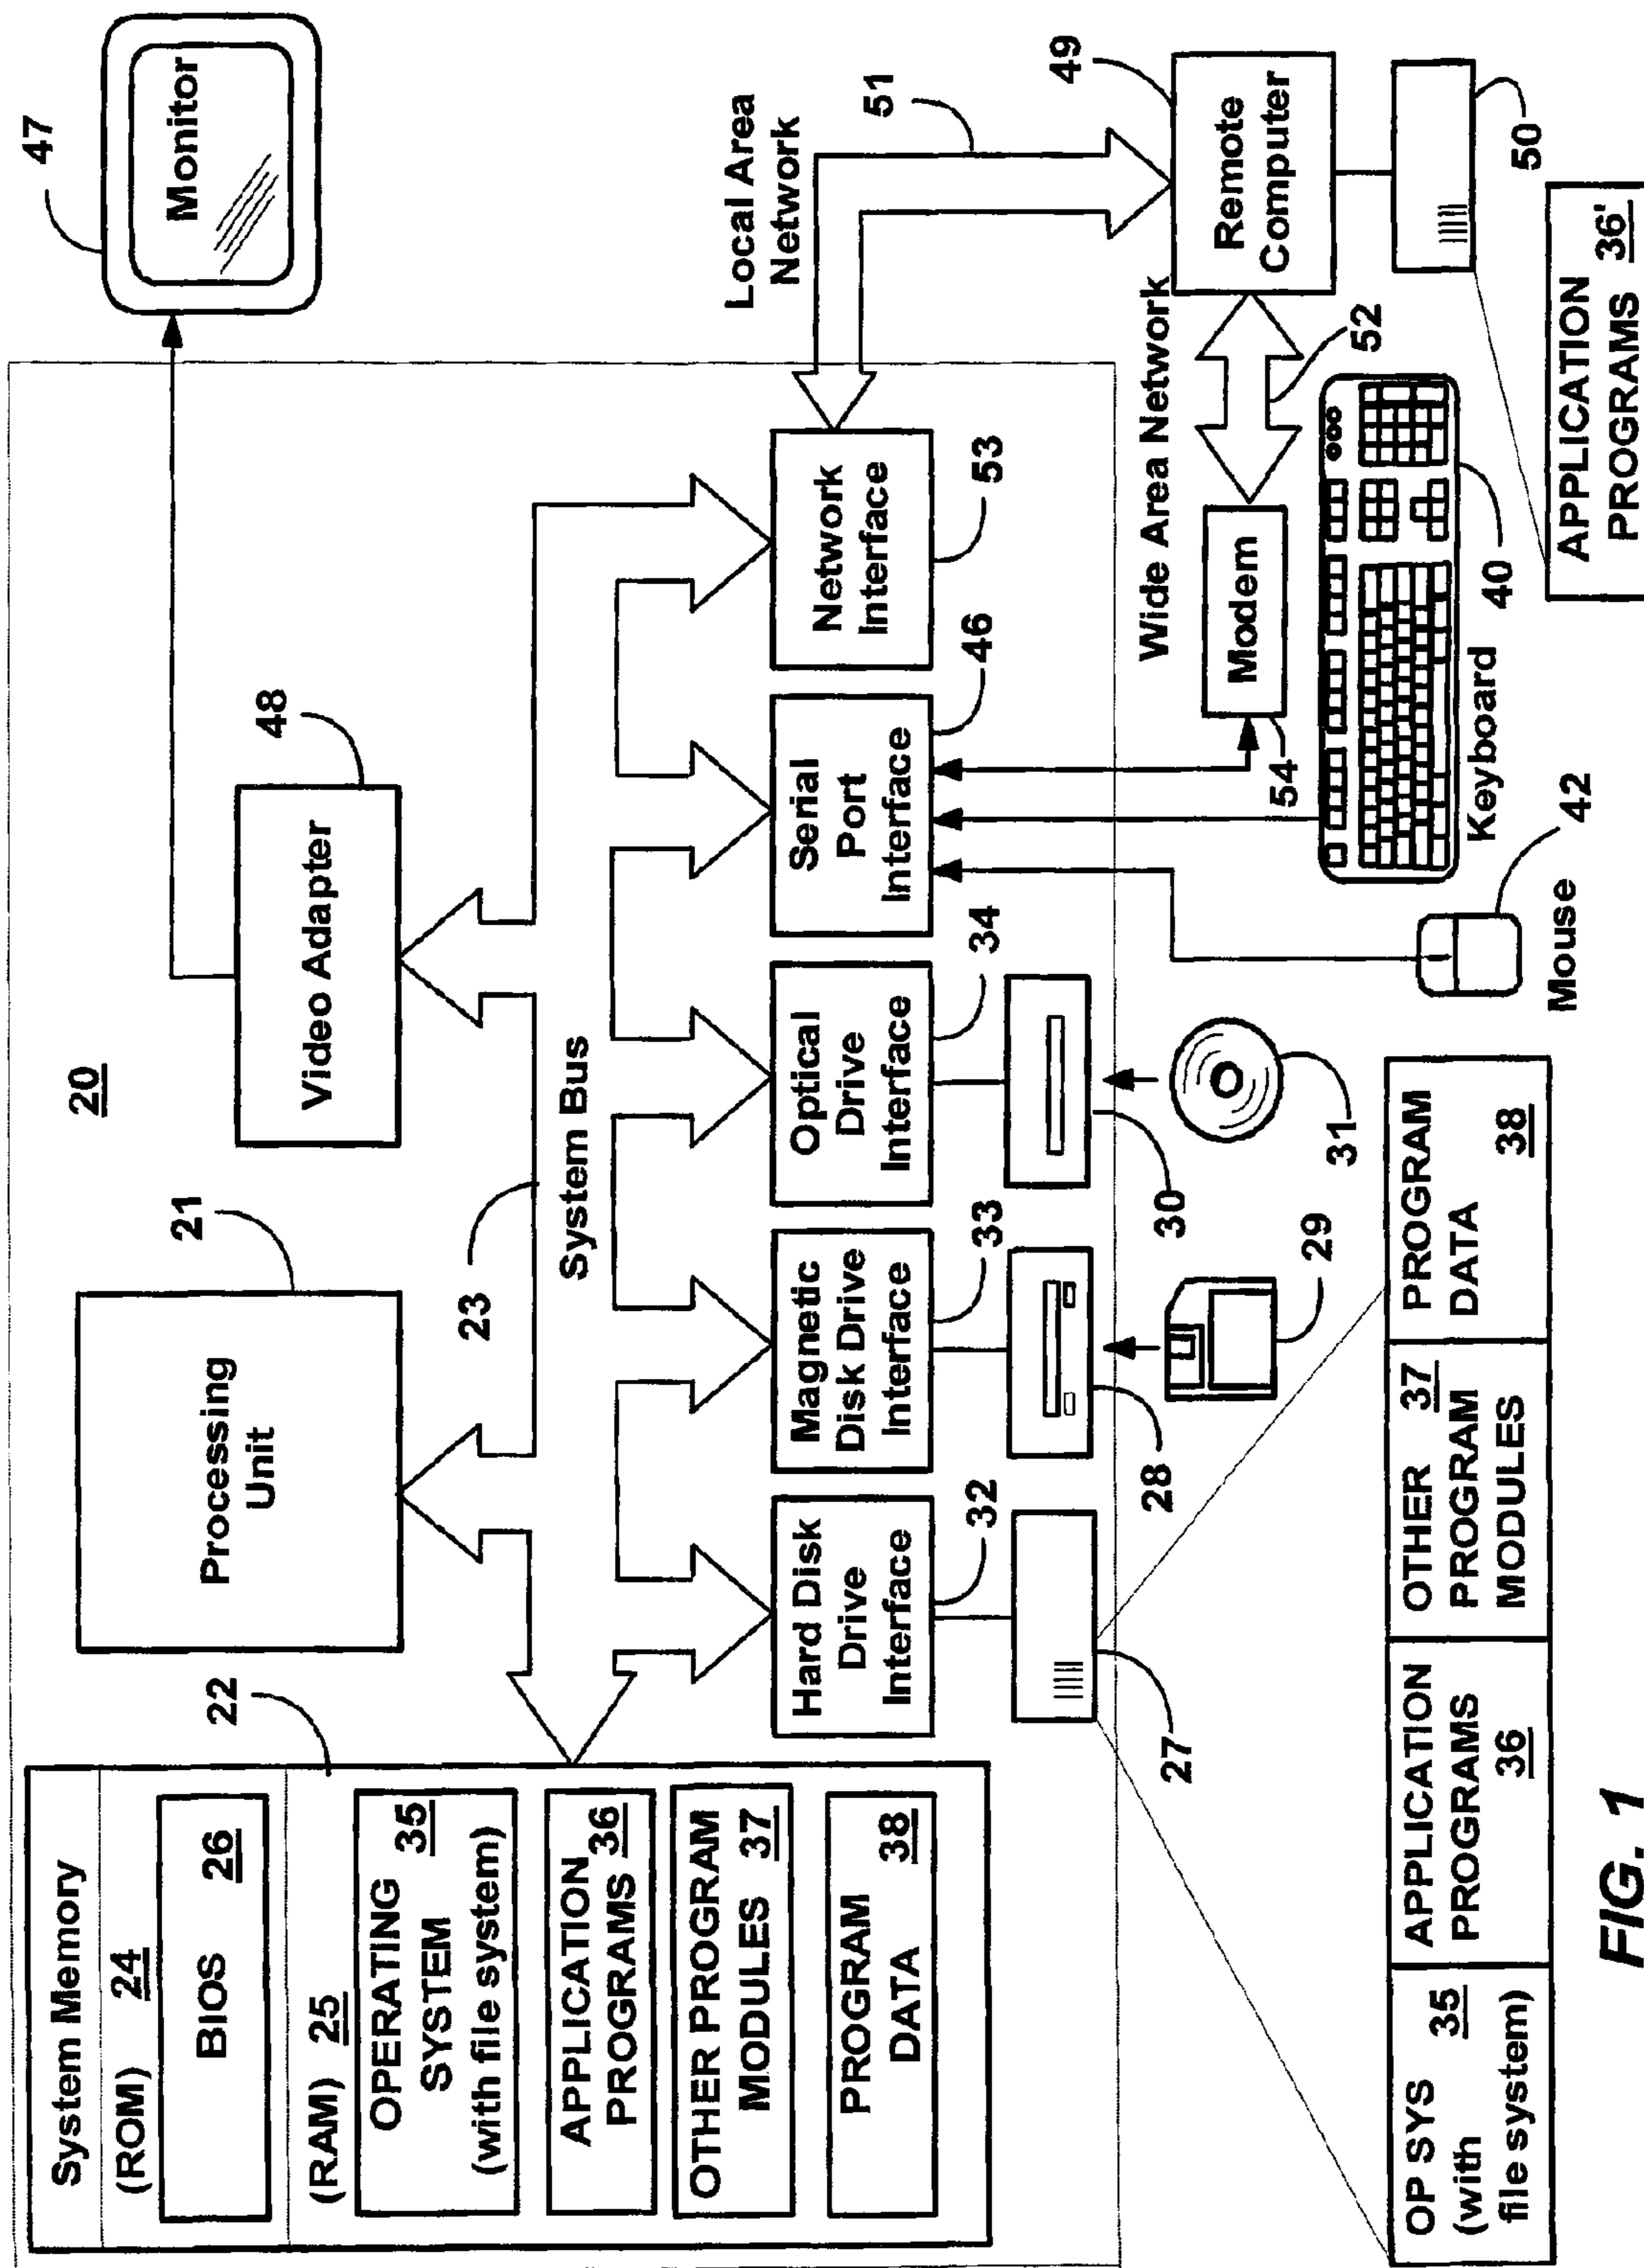 20
System Memory
(ROM) 24
BIOS 26
22
(RAM) 25
OPERATING
SYSTEM 35
(with file system)
APPLICATION
PROGRAMS 36
OTHER PROGRAM
MODULES 37
PROGRAM
DATA 38
21
Processing
Unit
48
Video Adapter
47
Monitor
23
System Bus
Hard Disk
Drive
Interface
32
Magnetic
Disk Drive
Interface
33
Optical
Drive
Interface
34
Serial
Port
Interface
46
Network
Interface
53
Local Area
Network
51
27
28
30
29
31
Wide Area Network
52
Modem
54
49
Remote
Computer
50
Keyboard
40
Mouse
42
OP SYS 35
(with
file system)
APPLICATION
PROGRAMS
36
OTHER 37
PROGRAM
MODULES
PROGRAM
DATA
38
APPLICATION
PROGRAMS 36'
FIG. 1